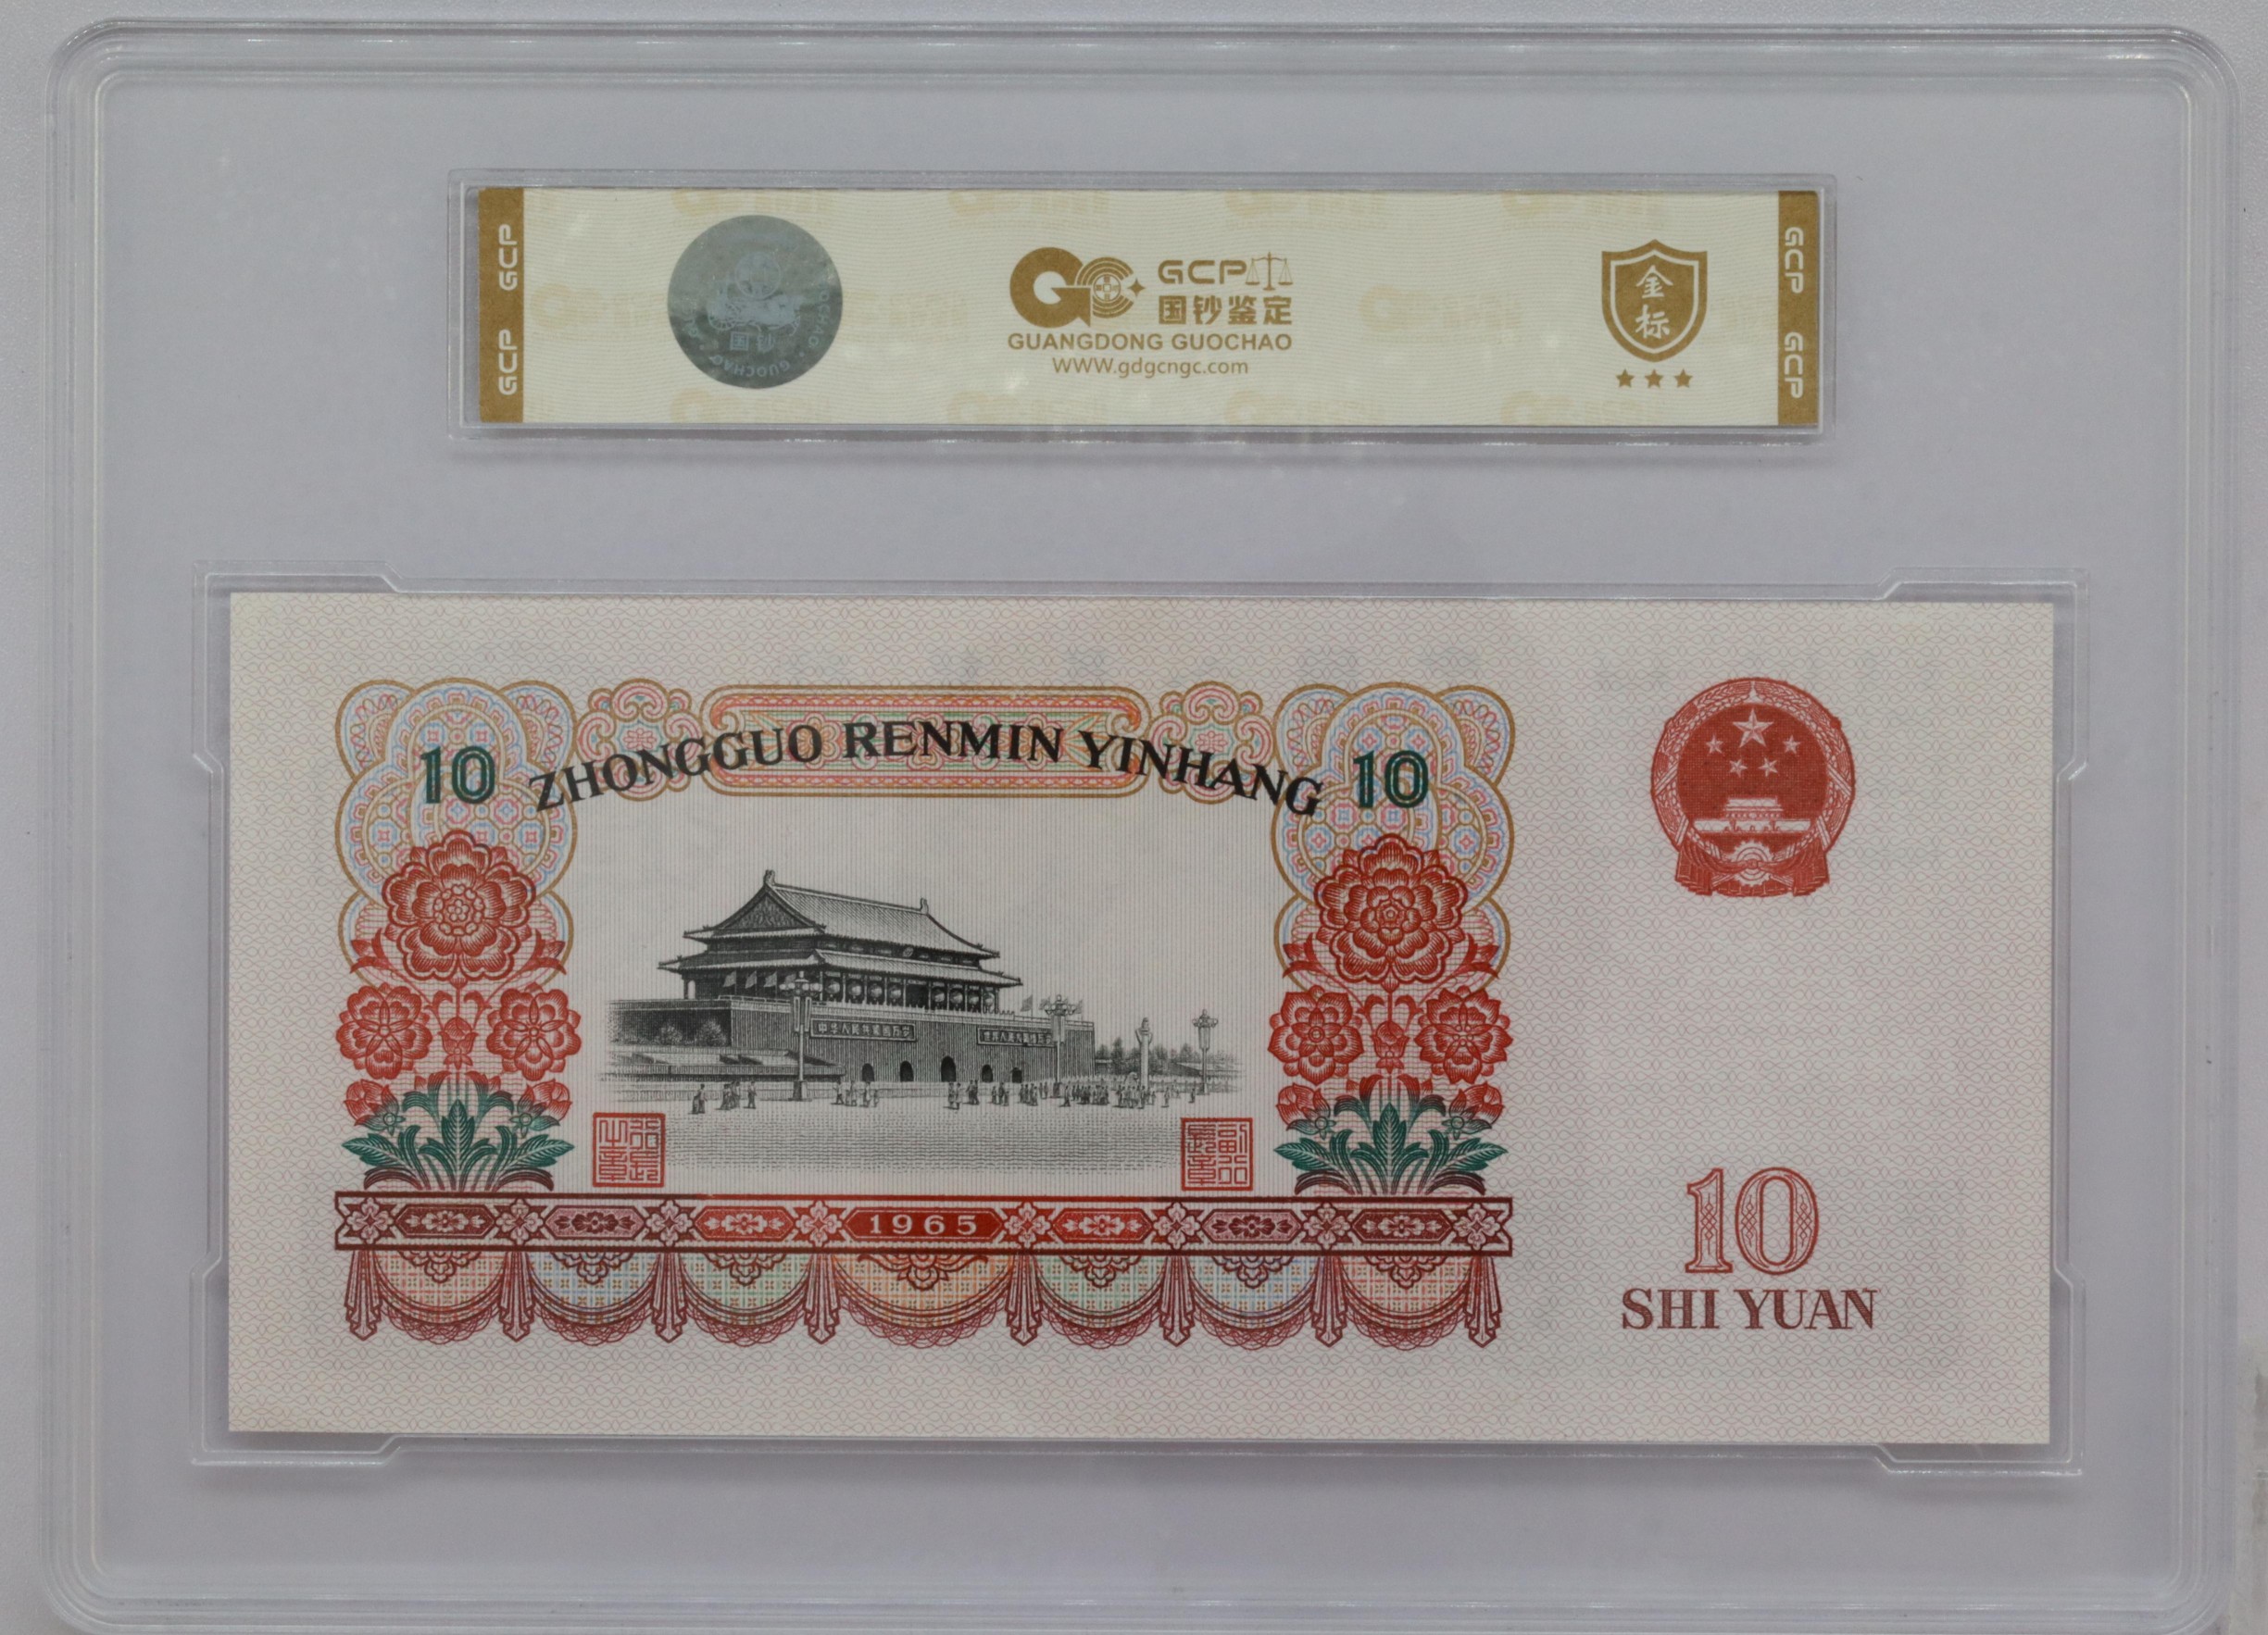 GCP GCP
国钞
GUOCHAO
GCP
国钞鉴定
GUANGDONG GUOCHAO
WWW.gdgcngc.com
金
标
GCP GCP
ZHONGGUO RENMIN YINHANG
10
10
1965
10
SHI YUAN